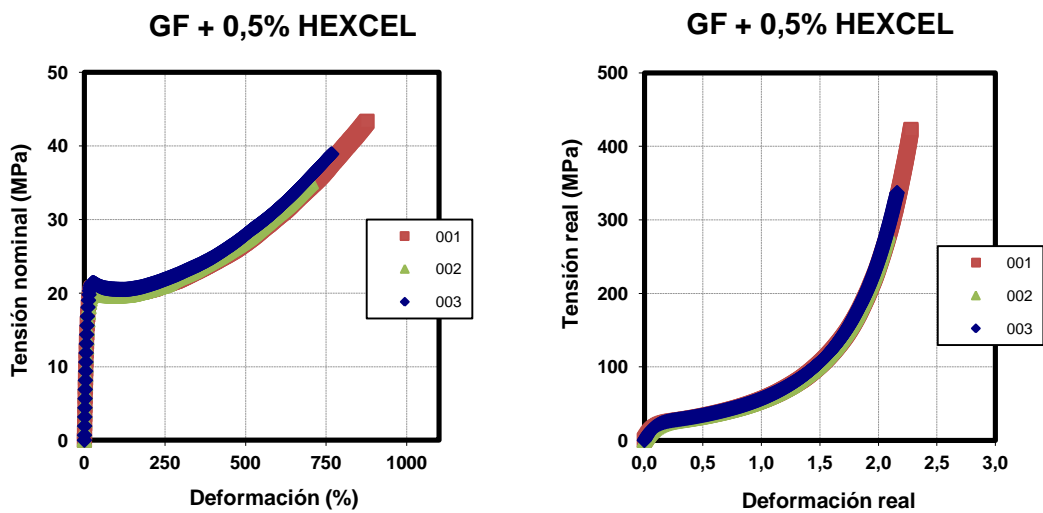 GF + 0,5% HEXCEL
Tensión nominal (MPa)
50
40
30
20
10
0
0 250 500 750 1000
Deformación (%)
001
002
003
GF + 0,5% HEXCEL
Tensión real (MPa)
500
400
300
200
100
0
0,0 0,5 1,0 1,5 2,0 2,5 3,0
Deformación real
001
002
003